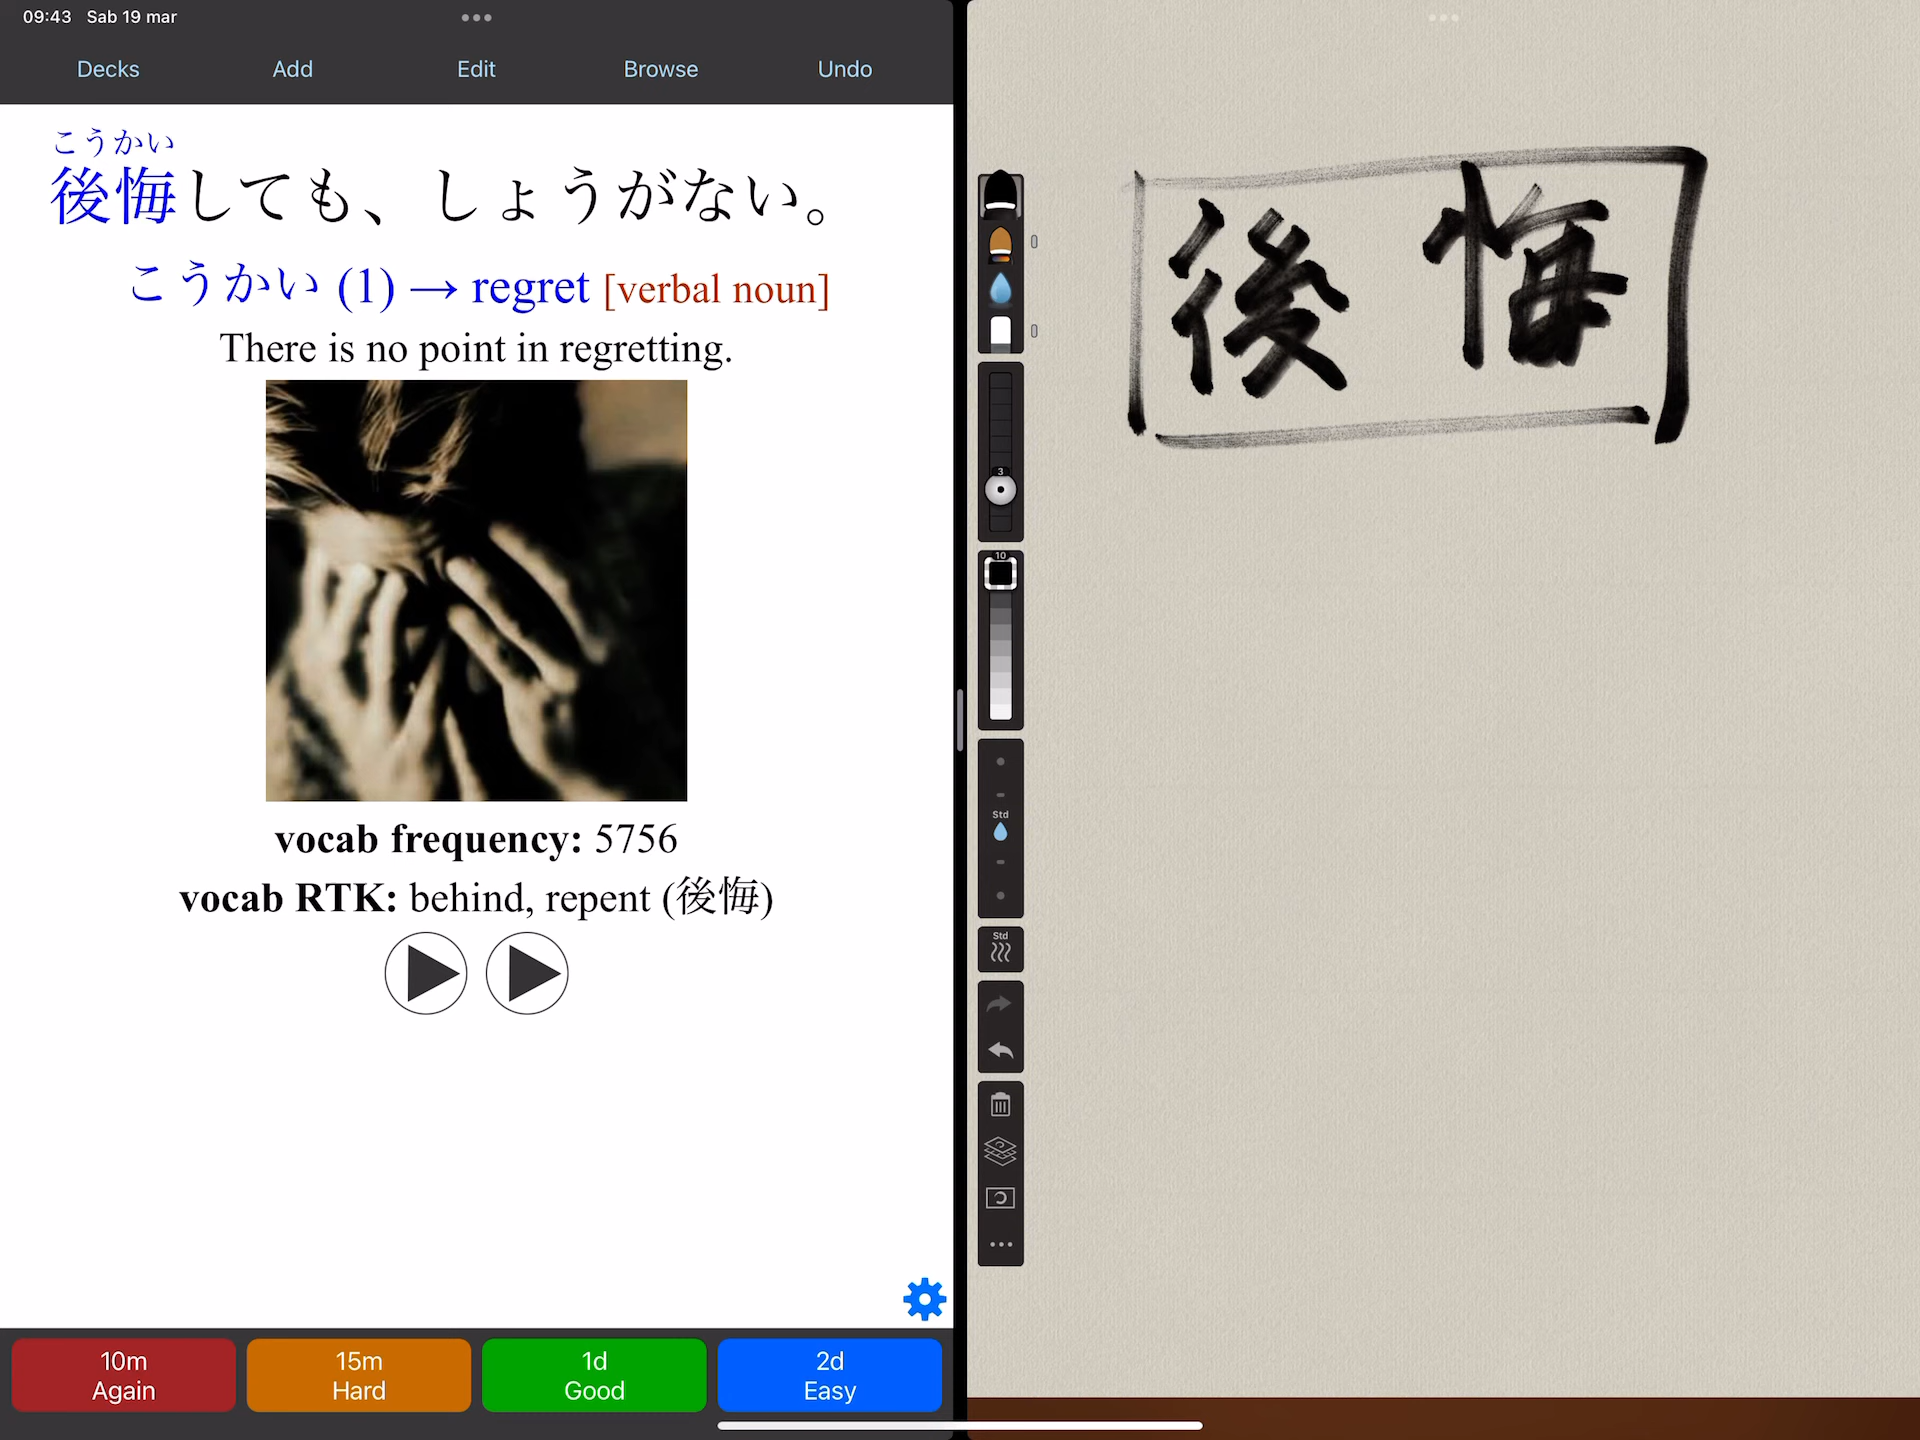 09:43 Sab 19 mar
Decks Add Edit Browse Undo
こうかい
後悔しても、しょうがない。
こうかい (1) → regret [verbal noun]
There is no point in regretting.
vocab frequency: 5756
vocab RTK: behind, repent (後悔)
10m
Again
15m
Hard
1d
Good
2d
Easy
後悔
3
10
Std
Std